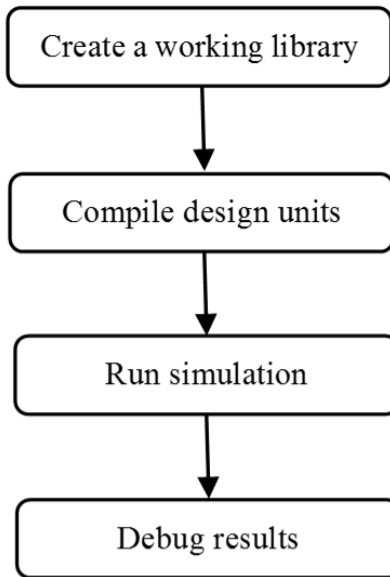 Create a working library
Compile design units
Run simulation
Debug results